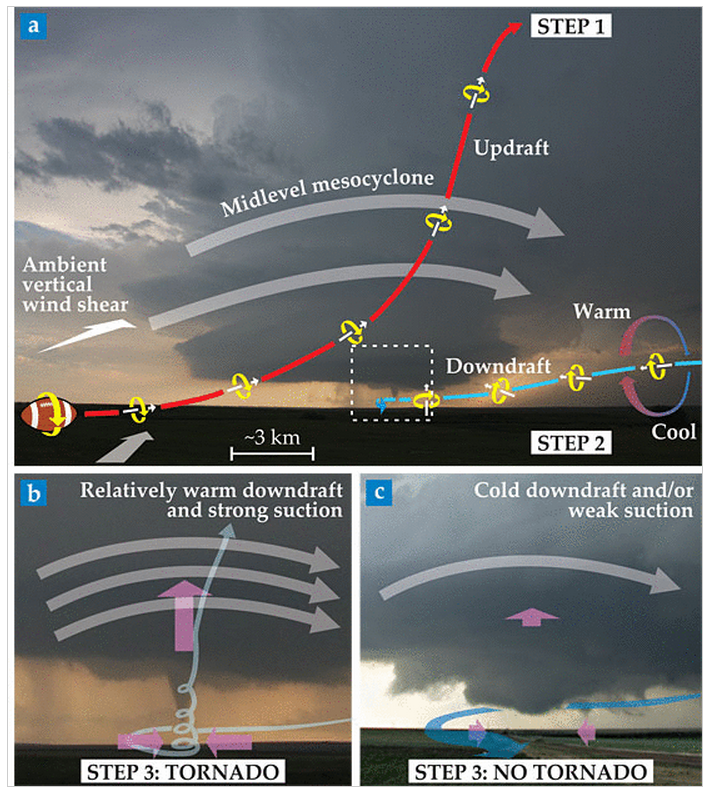 a
STEP 1
Updraft
Midlevel mesocyclone
Ambient
vertical
wind shear
Warm
Downdraft
Cool
~3 km
STEP 2
b
Relatively warm downdraft
and strong suction
STEP 3: TORNADO
c
Cold downdraft and/or
weak suction
STEP 3: NO TORNADO